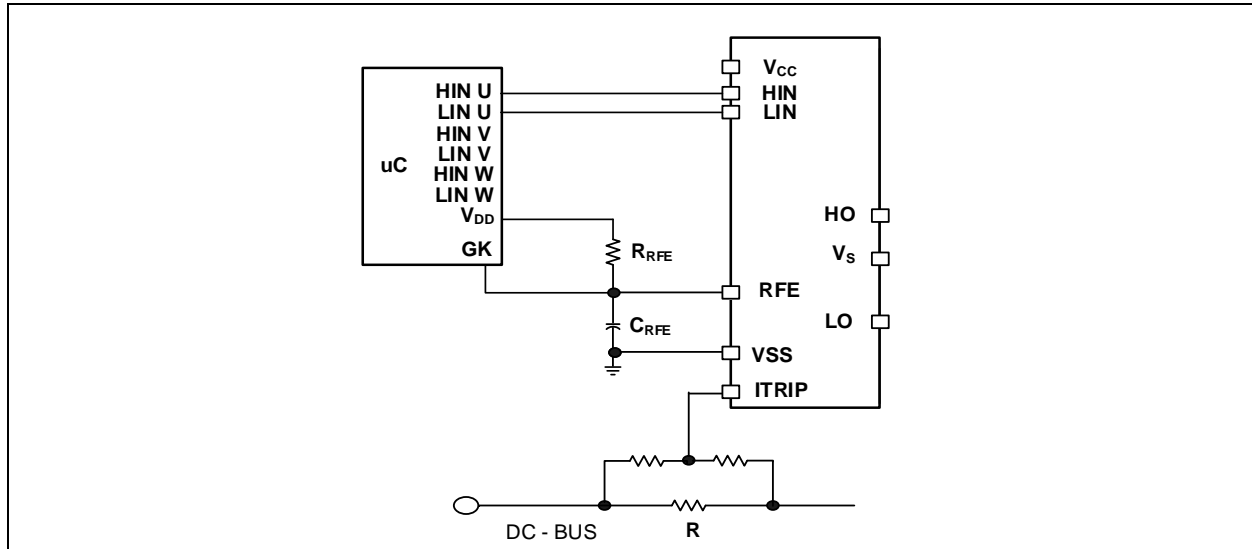 uC
HIN U
LIN U
HIN V
LIN V
HIN W
LIN W
VDD
GK
RRFE
CRFE
VCC
HIN
LIN
HO
VS
RFE
LO
VSS
ITRIP
DC - BUS
R